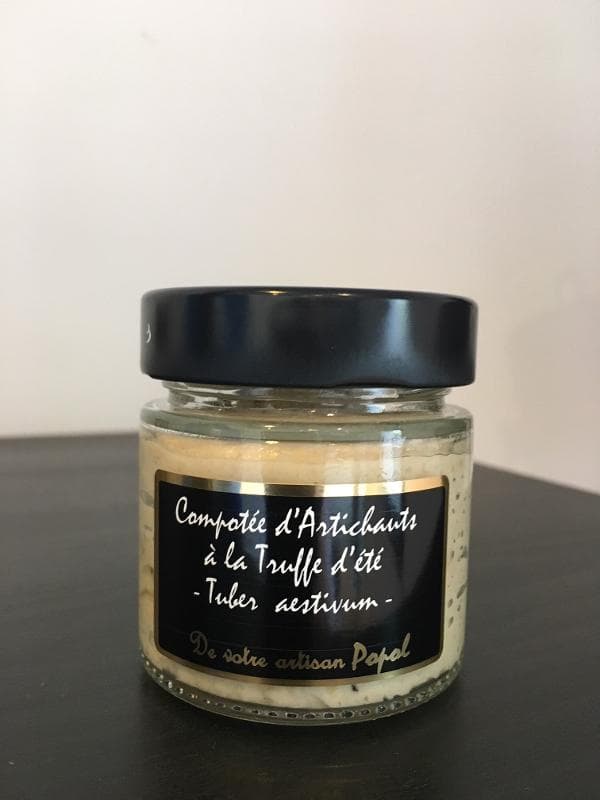 Compotée d'Artichauts
à la Truffe d'été
- Tuber aestivum -
De votre artisan Popol